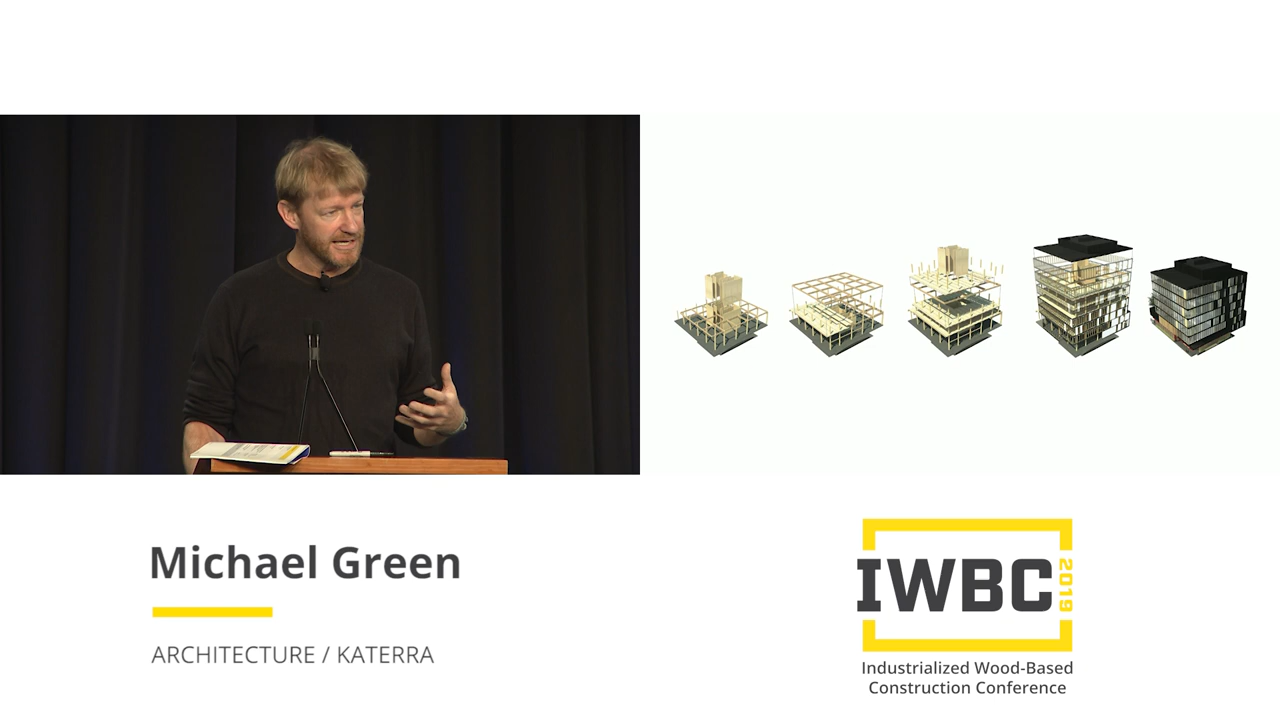 Michael Green
ARCHITECTURE / KATERRA
IWBC 2019
Industrialized Wood-Based
Construction Conference